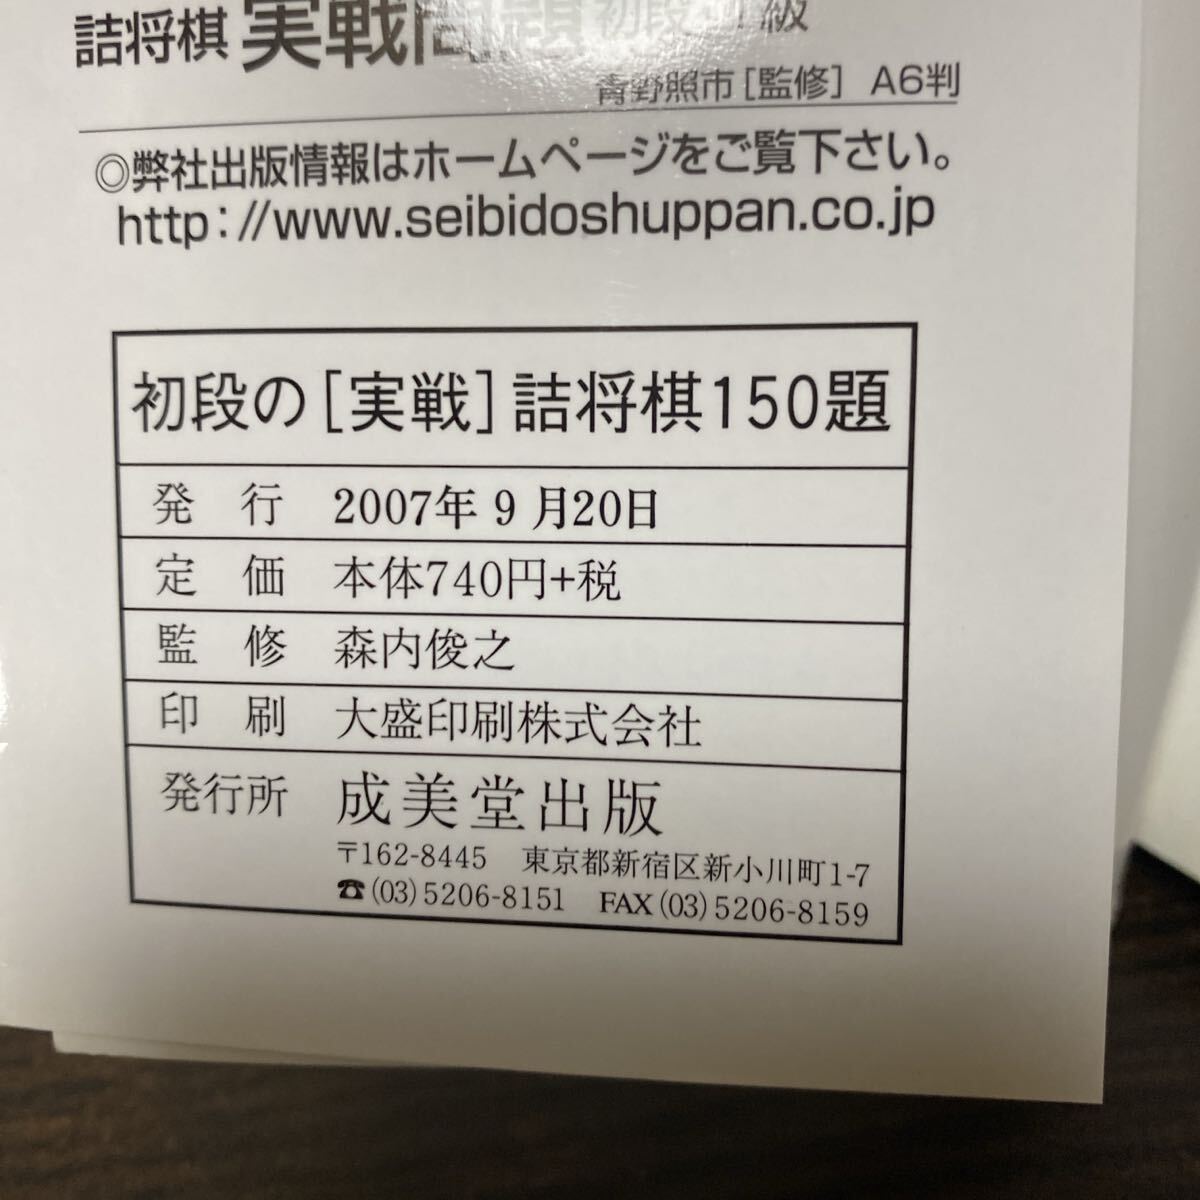 詰将棋 実戦問題 初段 級
青野照市［監修］ A6判
◎弊社出版情報はホームページをご覧下さい。
http://www.seibidoshuppan.co.jp
初段の［実戦］詰将棋150題
発 行 2007年 9 月20日
定 価 本体740円+税
監 修 森内俊之
印 刷 大盛印刷株式会社
発行所 成美堂出版
〒162-8445 東京都新宿区新小川町1-7
☎(03)5206-8151 FAX(03)5206-8159